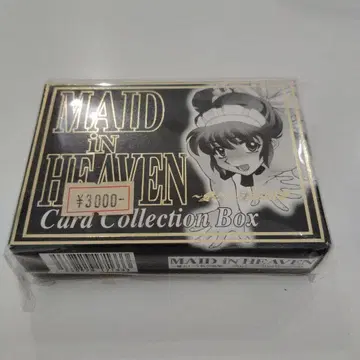 MAID
iN
HEAVEN
¥3000-
Card Collection Box
MAID iN HEAVEN